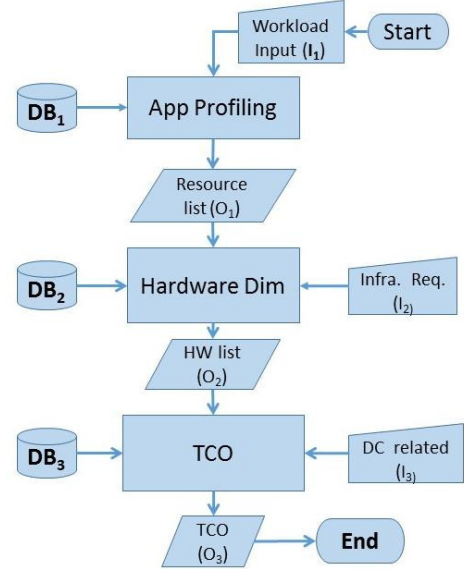 Workload
Input (I₁)
Start
DB₁
App Profiling
Resource
list (O₁)
DB₂
Hardware Dim
Infra. Req.
(I₂)
HW list
(O₂)
DB₃
TCO
DC related
(I₃)
TCO
(O₃)
End